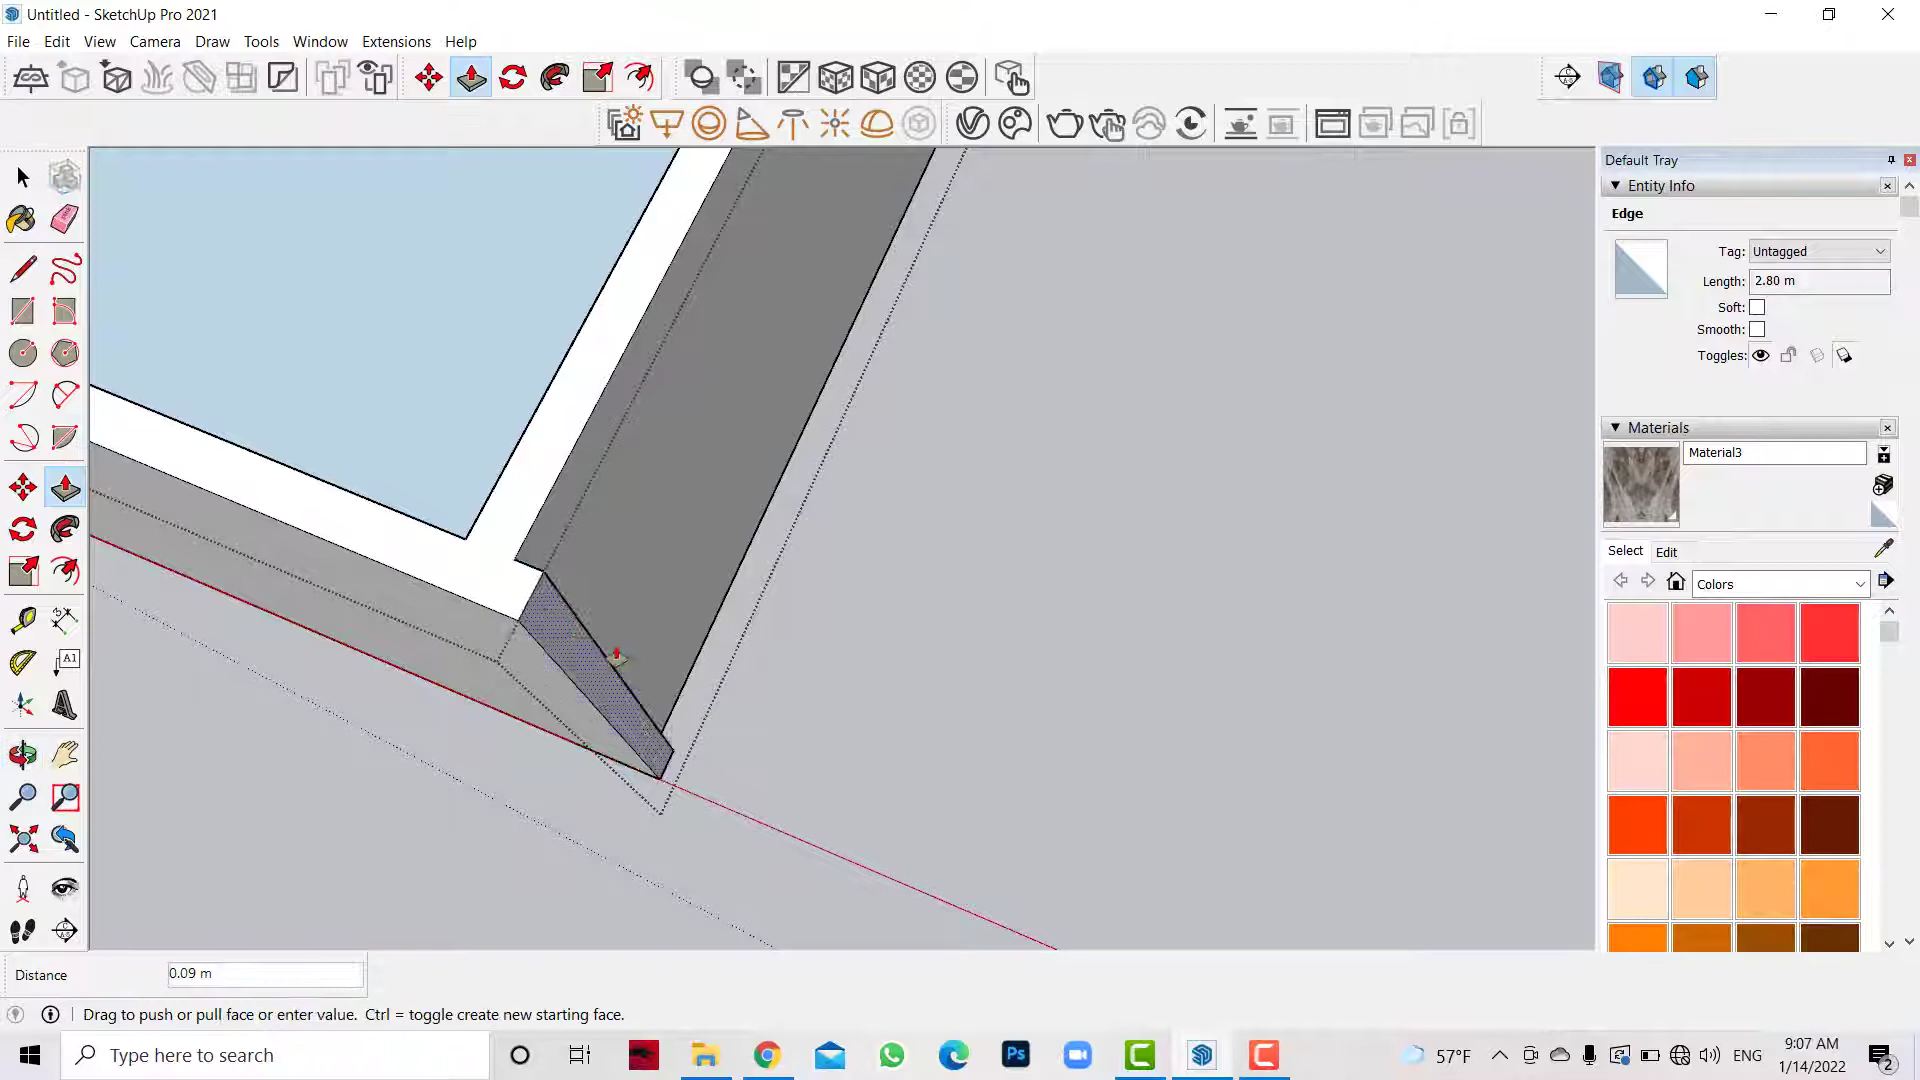 Untitled - SketchUp Pro 2021
File Edit View Camera Draw Tools Window Extensions Help
Default Tray
Entity Info
Edge
Tag: Untagged
Length: 2.80 m
Soft:
Smooth:
Toggles:
Materials
Material3
Select Edit
Colors
A1
Distance 0.09 m
Drag to push or pull face or enter value. Ctrl = toggle create new starting face.
Type here to search
Ps
57°F
ENG
9:07 AM
1/14/2022
2